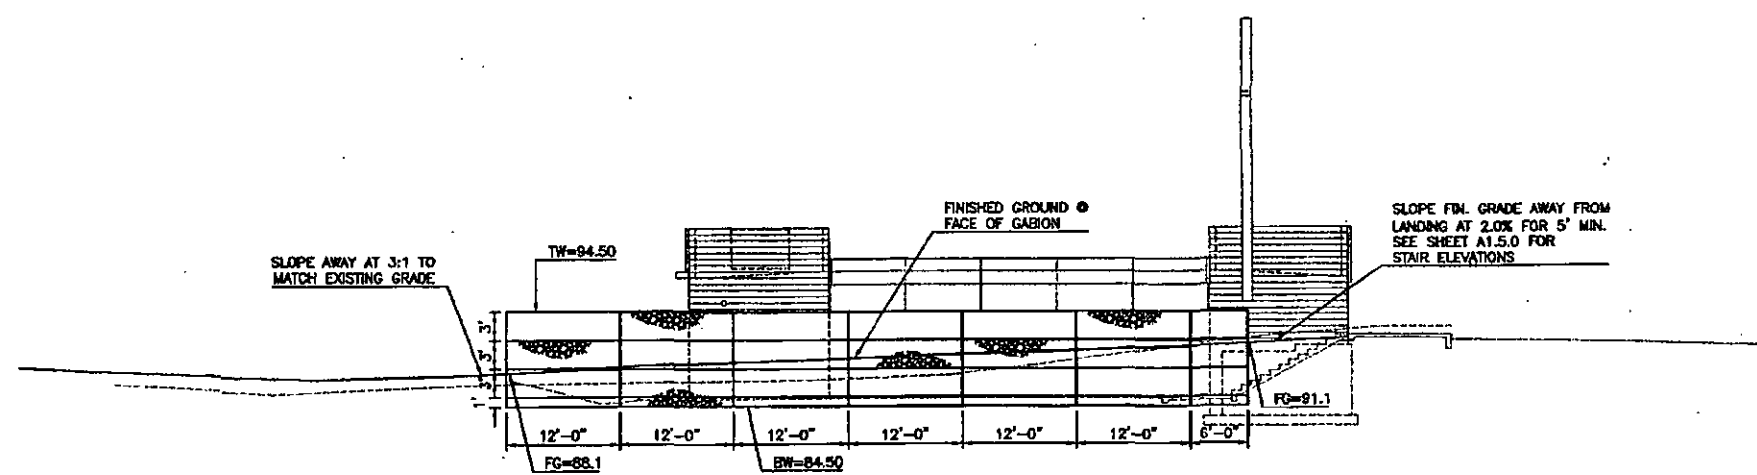 FINISHED GROUND @
FACE OF GABION
SLOPE FIN. GRADE AWAY FROM
LANDING AT 2.0% FOR 5' MIN.
SEE SHEET A1.5.0 FOR
STAIR ELEVATIONS
TW=94.50
SLOPE AWAY AT 3:1 TO
MATCH EXISTING GRADE
3'
3'
3'
1'
FG=91.1
12'-0" 12'-0" 12'-0" 12'-0" 12'-0" 12'-0" 6'-0"
FG=88.1
BW=84.50